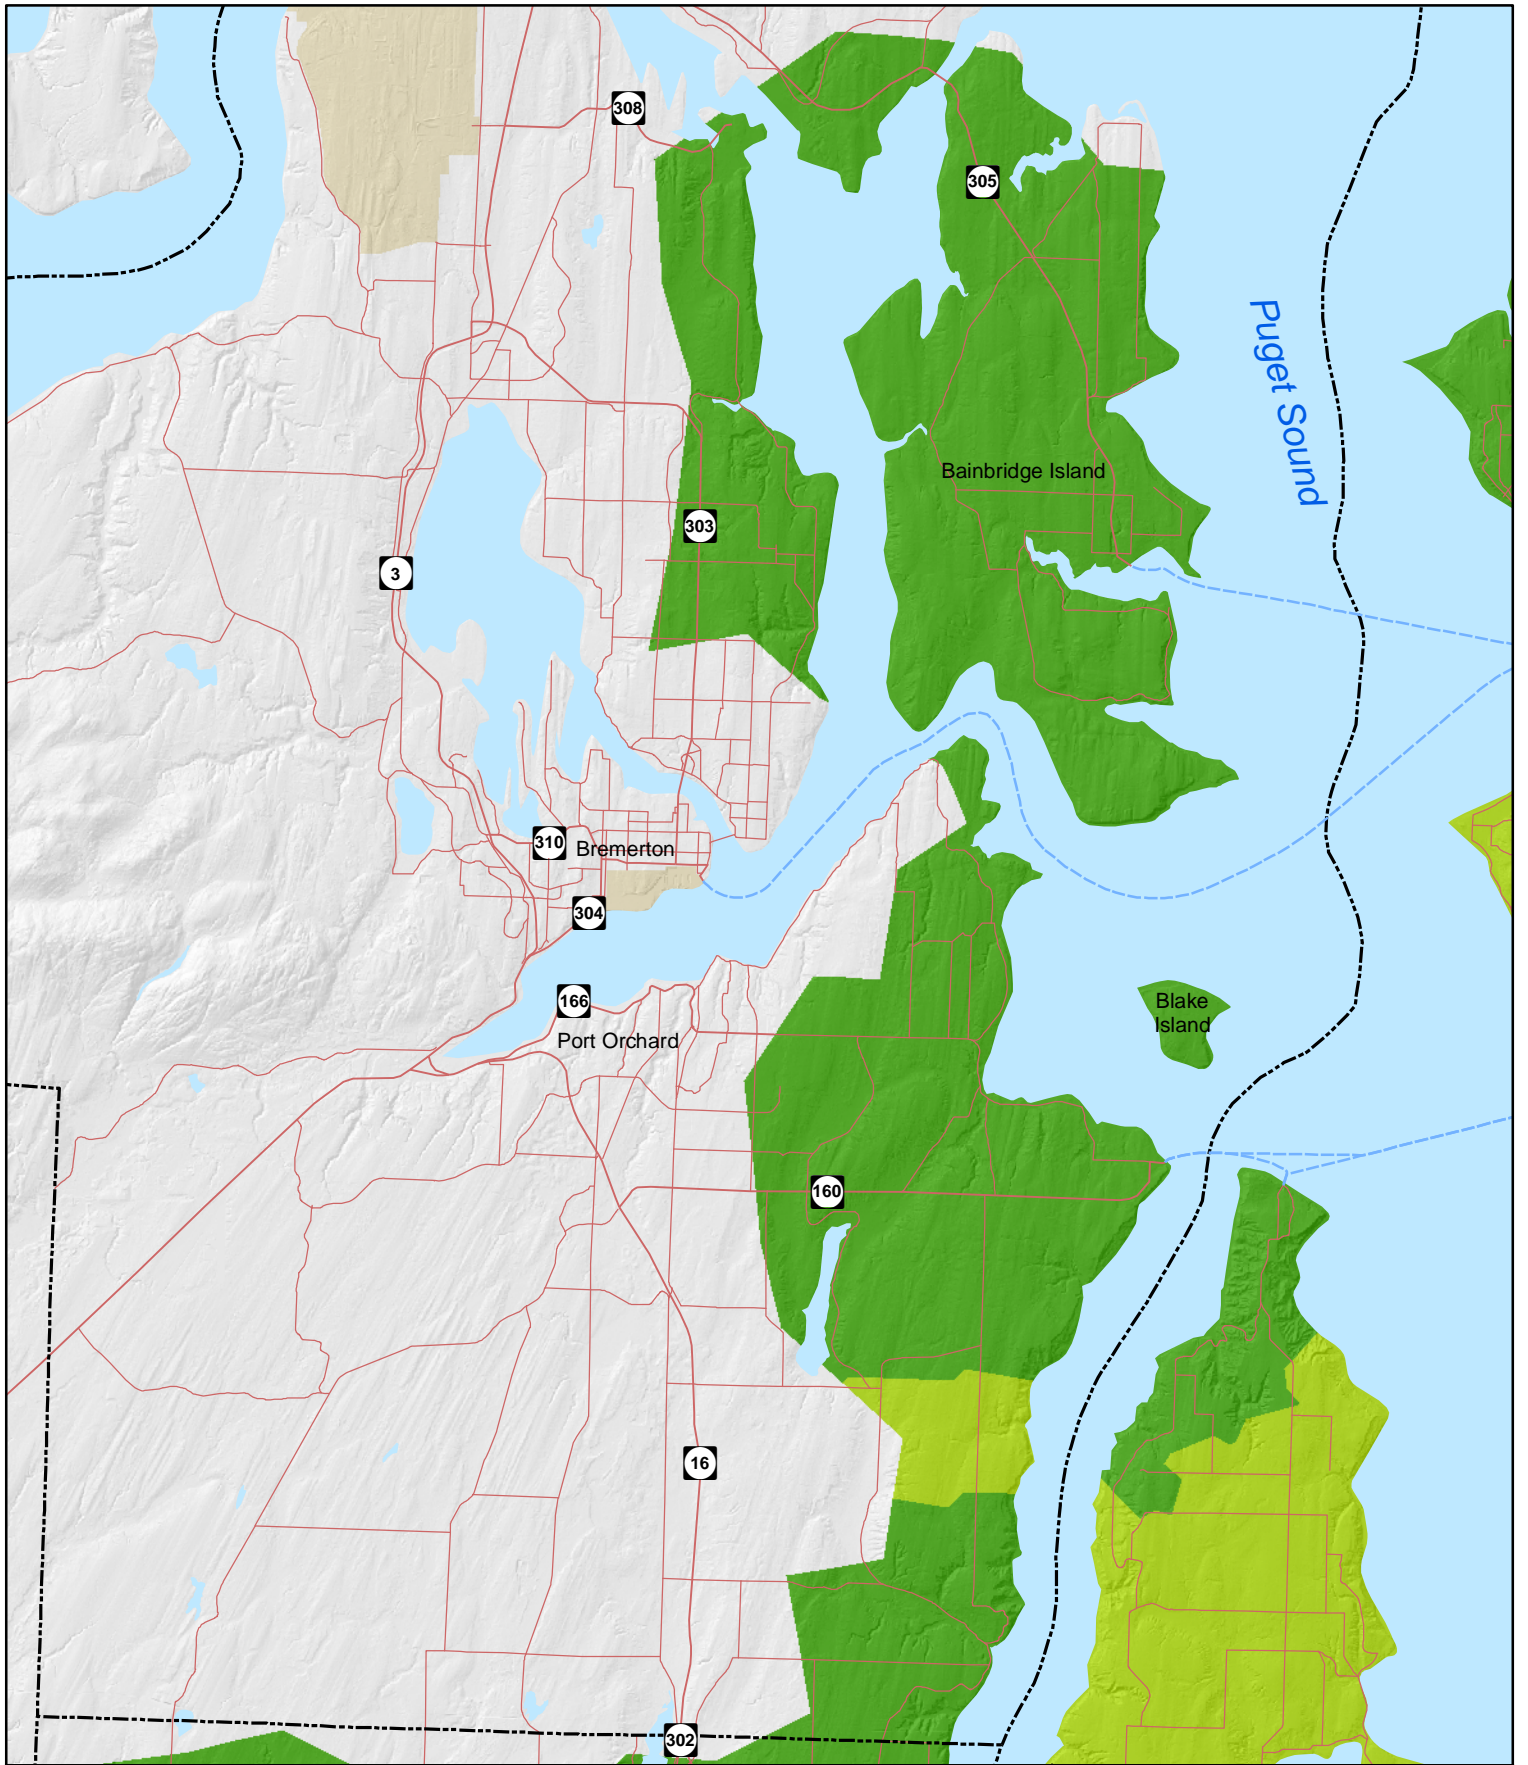 308
305
Puget Sound
Bainbridge Island
303
3
310
Bremerton
304
166
Port Orchard
Blake
Island
160
16
302